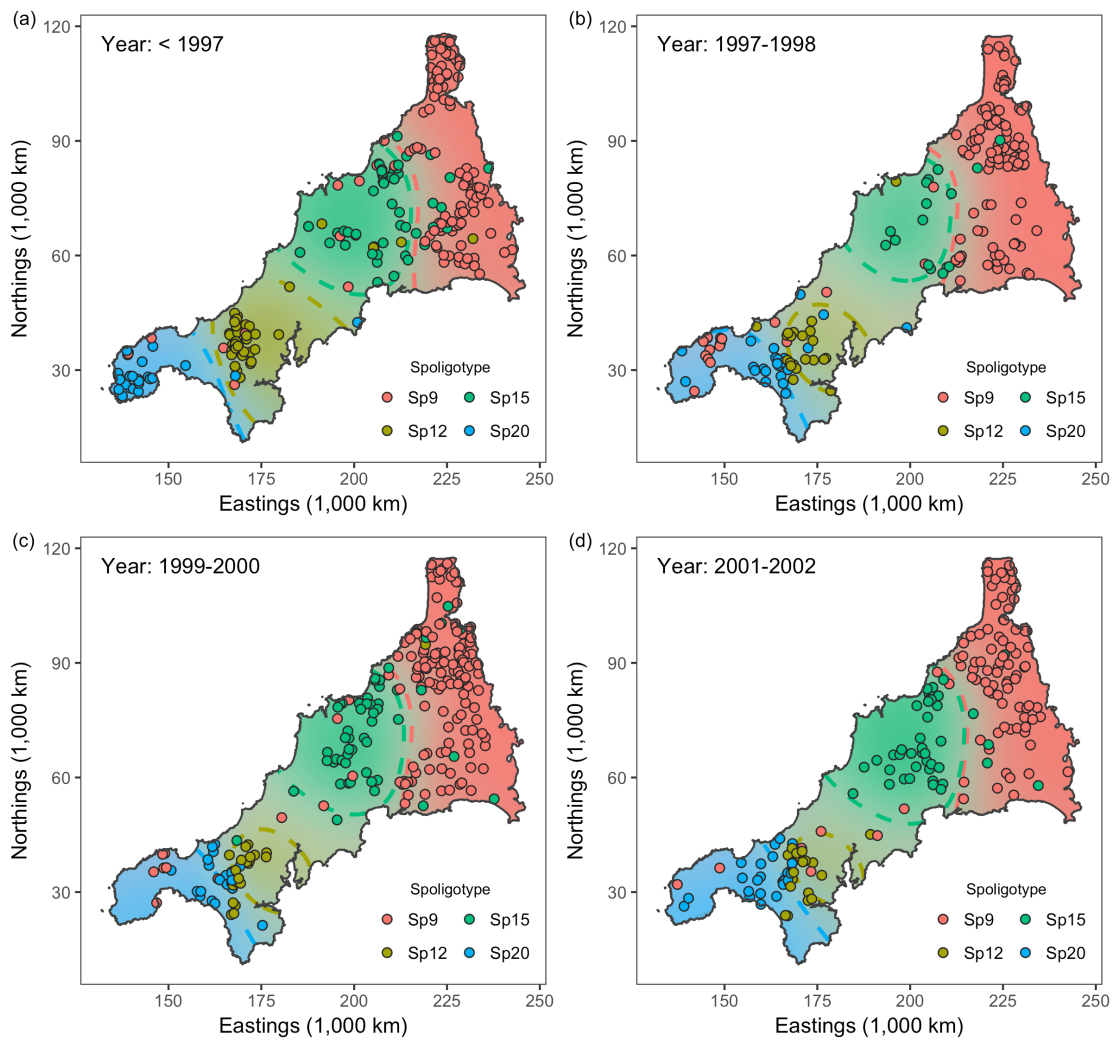 (a)
Year: < 1997
120
90
60
30
Northings (1,000 km)
Spoligotype
Sp9 Sp15
Sp12 Sp20
150 175 200 225 250
Eastings (1,000 km)
(b)
Year: 1997-1998
120
90
60
30
Northings (1,000 km)
Spoligotype
Sp9 Sp15
Sp12 Sp20
150 175 200 225 250
Eastings (1,000 km)
(c)
Year: 1999-2000
120
90
60
30
Northings (1,000 km)
Spoligotype
Sp9 Sp15
Sp12 Sp20
150 175 200 225 250
Eastings (1,000 km)
(d)
Year: 2001-2002
120
90
60
30
Northings (1,000 km)
Spoligotype
Sp9 Sp15
Sp12 Sp20
150 175 200 225 250
Eastings (1,000 km)